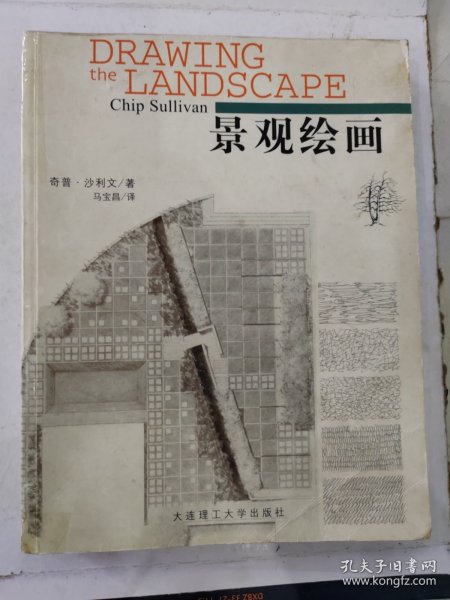 DRAWING
the LANDSCAPE
Chip Sullivan
景观绘画
奇普·沙利文/著
马宝昌/译
大连理工大学出版社
孔夫子旧书网
www.kongfz.com